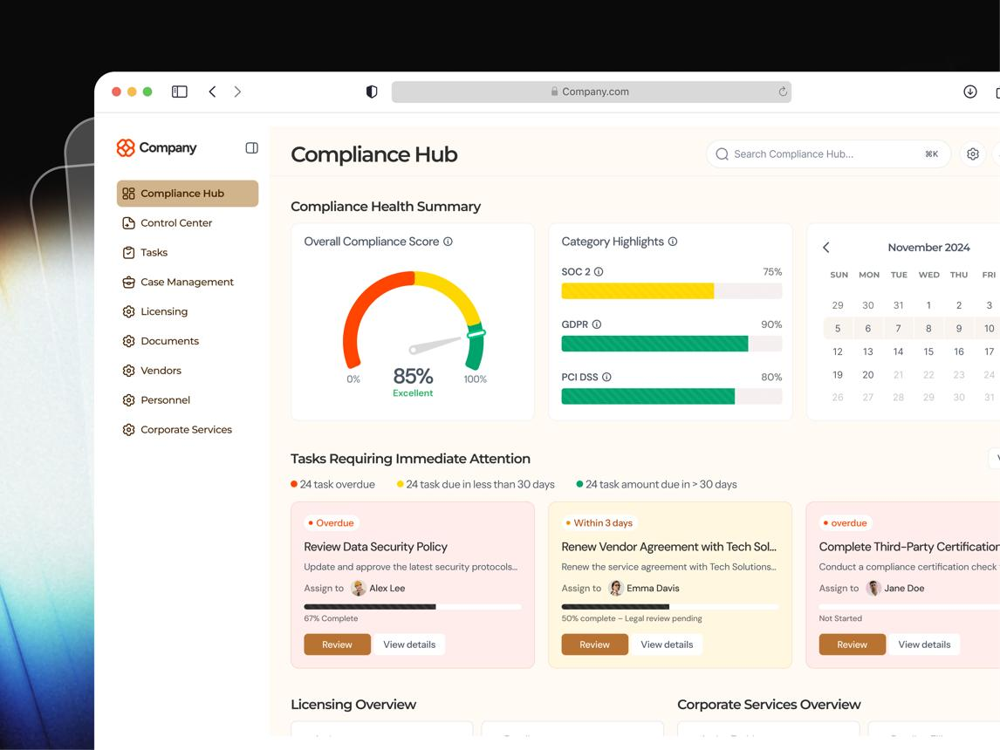 Company.com
Company
Compliance Hub
Control Center
Tasks
Case Management
Licensing
Documents
Vendors
Personnel
Corporate Services
Compliance Hub
Search Compliance Hub...
⌘K
Compliance Health Summary
Overall Compliance Score
0%
85%
100%
Excellent
Category Highlights
SOC 2 75%
GDPR 90%
PCI DSS 80%
November 2024
SUN MON TUE WED THU FRI
29 30 31 1 2 3
5 6 7 8 9 10
12 13 14 15 16 17
19 20 21 22 23 24
26 27 28 29 30 31
Tasks Requiring Immediate Attention
24 task overdue
24 task due in less than 30 days
24 task amount due in > 30 days
Overdue
Review Data Security Policy
Update and approve the latest security protocols...
Assign to Alex Lee
67% Complete
Review View details
Within 3 days
Renew Vendor Agreement with Tech Sol...
Renew the service agreement with Tech Solutions...
Assign to Emma Davis
50% complete – Legal review pending
Review View details
overdue
Complete Third-Party Certification
Conduct a compliance certification check
Assign to Jane Doe
Not Started
Review View details
Licensing Overview
Corporate Services Overview